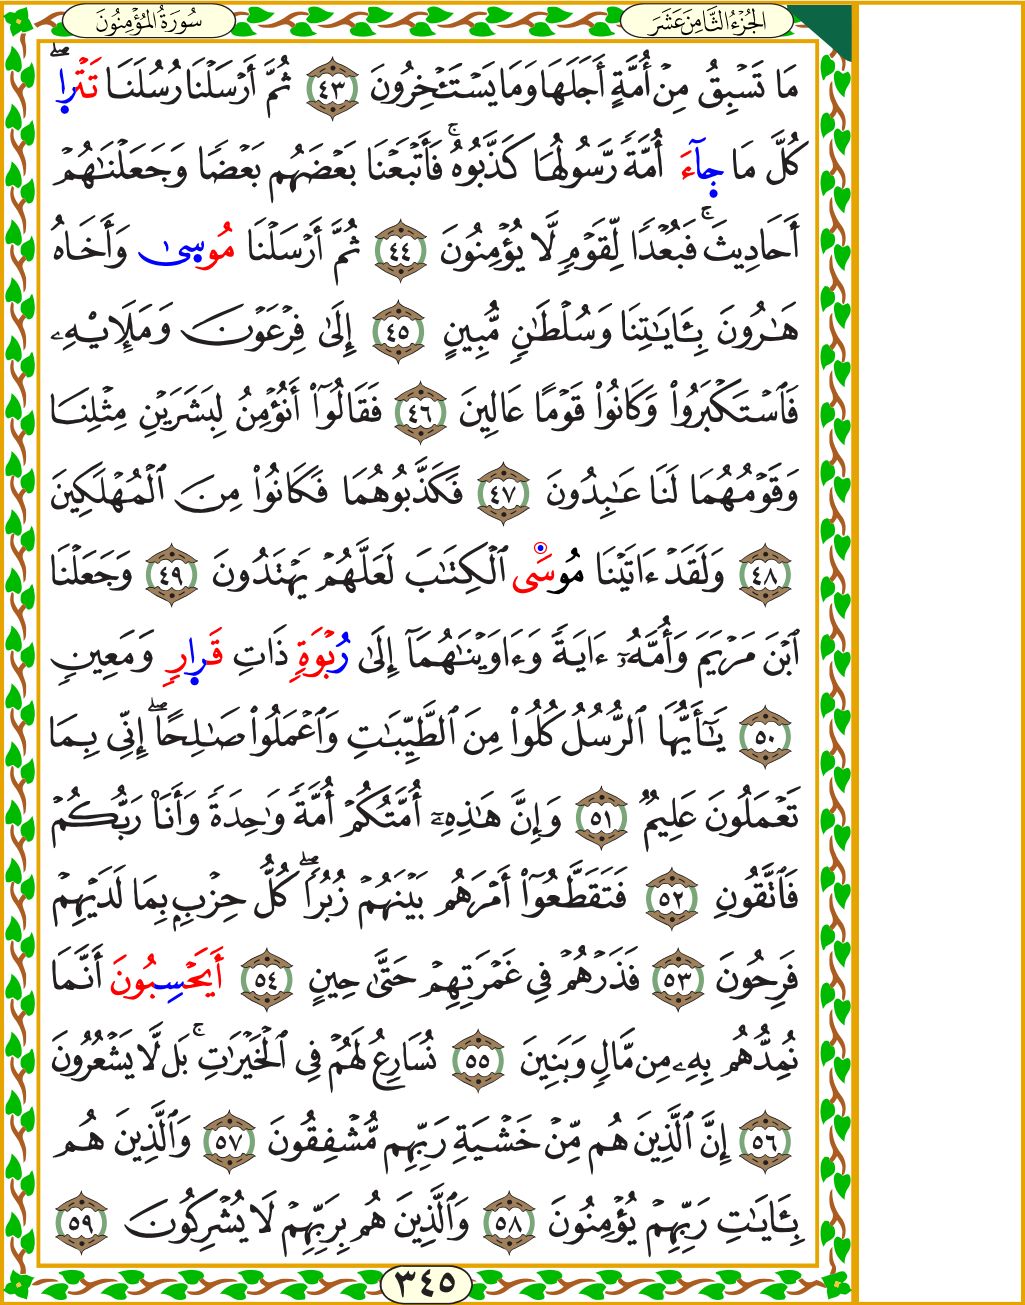 الجُزْءُ الثَّامِنَ عَشَرَ
سُورَةُ المُؤْمِنُونَ
مَا تَسۡبِقُ مِنۡ أُمَّةٍ أَجَلَهَا وَمَا يَسۡتَـٔۡخِرُونَ ٤٣ ثُمَّ أَرۡسَلۡنَا رُسُلَنَا تَتۡرٜاۖ
كُلَّ مَا جَآءَ أُمَّةٗ رَّسُولُهَا كَذَّبُوهُۚ فَأَتۡبَعۡنَا بَعۡضَهُم بَعۡضٗا وَجَعَلۡنَٰهُمۡ
أَحَادِيثَۚ فَبُعۡدٗا لِّقَوۡمٖ لَّا يُؤۡمِنُونَ ٤٤ ثُمَّ أَرۡسَلۡنَا مُوسٜىٰ وَأَخَاهُ
هَٰرُونَ بِـَٔايَٰتِنَا وَسُلۡطَٰنٖ مُّبِينٍ ٤٥ إِلَىٰ فِرۡعَوۡنَ وَمَلَإِيْهِۦ
فَٱسۡتَكۡبَرُواْ وَكَانُواْ قَوۡمًا عَالِينَ ٤٦ فَقَالُوٓاْ أَنُؤۡمِنُ لِبَشَرَيۡنِ مِثۡلِنَا
وَقَوۡمُهُمَا لَنَا عَٰبِدُونَ ٤٧ فَكَذَّبُوهُمَا فَكَانُواْ مِنَ ٱلۡمُهۡلَكِينَ
٤٨ وَلَقَدۡ ءَاتَيۡنَا مُوسَى ٱلۡكِتَٰبَ لَعَلَّهُمۡ يَهۡتَدُونَ ٤٩ وَجَعَلۡنَا
ٱبۡنَ مَرۡيَمَ وَأُمَّهُۥٓ ءَايَةٗ وَءَاوَيۡنَٰهُمَآ إِلَىٰ رُبۡوَةٖ ذَاتِ قَرٜارٖ وَمَعِينٖ
٥٠ يَٰٓأَيُّهَا ٱلرُّسُلُ كُلُواْ مِنَ ٱلطَّيِّبَٰتِ وَٱعۡمَلُواْ صَٰلِحًاۖ إِنِّي بِمَا
تَعۡمَلُونَ عَلِيمٞ ٥١ وَإِنَّ هَٰذِهِۦٓ أُمَّتُكُمۡ أُمَّةٗ وَٰحِدَةٗ وَأَنَا۠ رَبُّكُمۡ
فَٱتَّقُونِ ٥٢ فَتَقَطَّعُوٓاْ أَمۡرَهُم بَيۡنَهُمۡ زُبُرٗاۖ كُلُّ حِزۡبِۭ بِمَا لَدَيۡهِمۡ
فَرِحُونَ ٥٣ فَذَرۡهُمۡ فِي غَمۡرَتِهِمۡ حَتَّىٰ حِينٍ ٥٤ أَيَحۡسِبُونَ أَنَّمَا
نُمِدُّهُم بِهِۦ مِن مَّالٖ وَبَنِينَ ٥٥ نُسَارِعُ لَهُمۡ فِي ٱلۡخَيۡرَٰتِۚ بَل لَّا يَشۡعُرُونَ
٥٦ إِنَّ ٱلَّذِينَ هُم مِّنۡ خَشۡيَةِ رَبِّهِم مُّشۡفِقُونَ ٥٧ وَٱلَّذِينَ هُم
بِـَٔايَٰتِ رَبِّهِمۡ يُؤۡمِنُونَ ٥٨ وَٱلَّذِينَ هُم بِرَبِّهِمۡ لَا يُشۡرِكُونَ ٥٩
٣٤٥